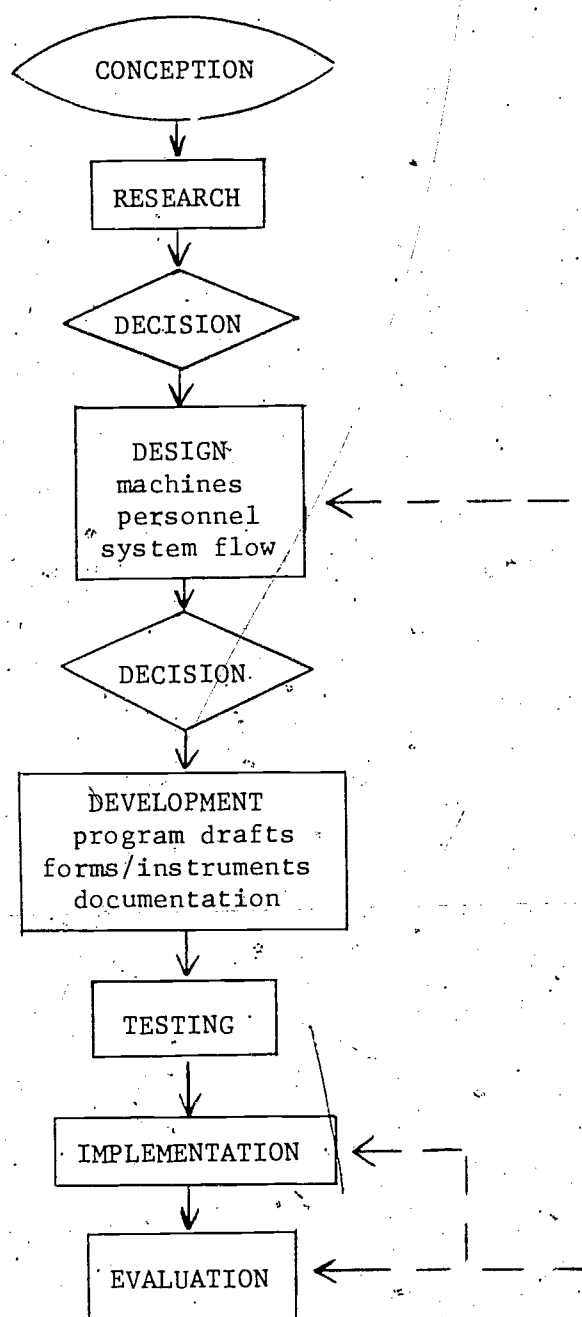 CONCEPTION
RESEARCH
DECISION
DESIGN
machines
personnel
system flow
DECISION
DEVELOPMENT
program drafts
forms/instruments
documentation
TESTING
IMPLEMENTATION
EVALUATION